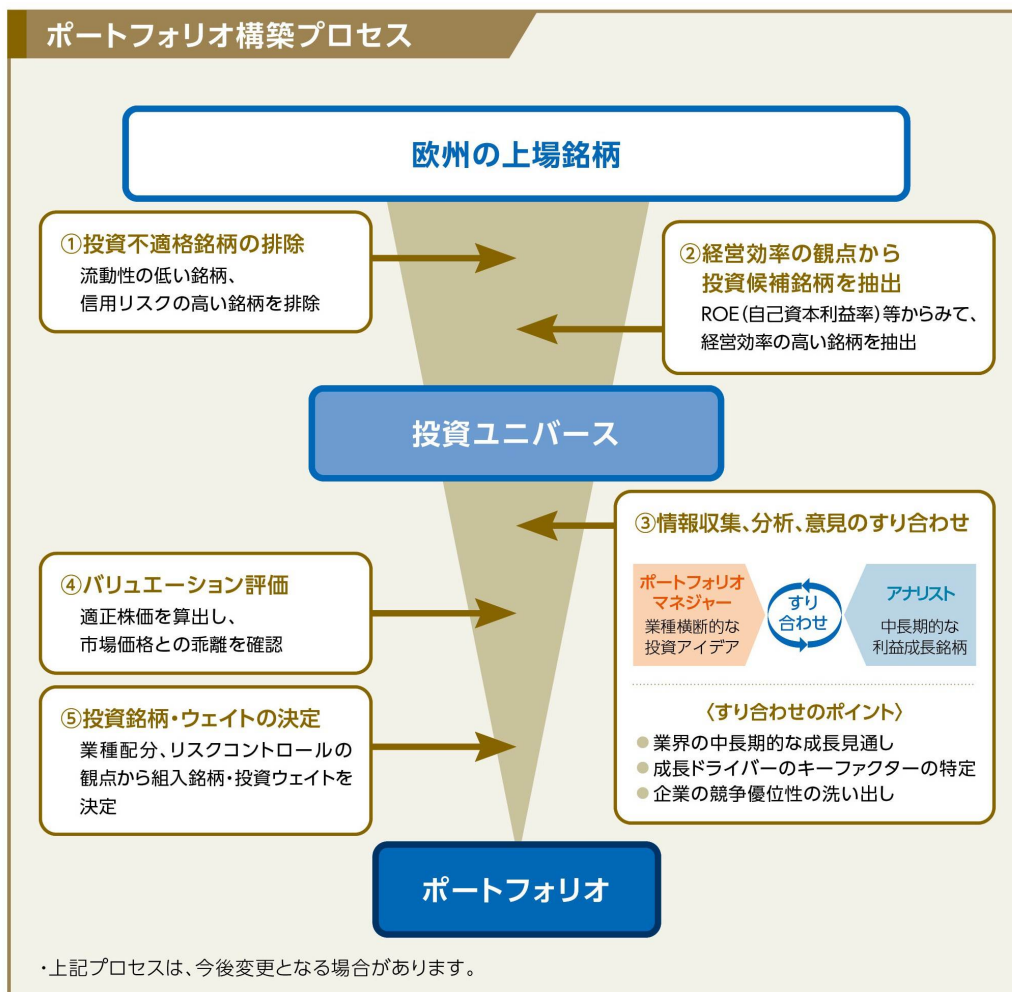 ポートフォリオ構築プロセス
欧州の上場銘柄
①投資不適格銘柄の排除
流動性の低い銘柄、
信用リスクの高い銘柄を排除
②経営効率の観点から
投資候補銘柄を抽出
ROE(自己資本利益率)等からみて、
経営効率の高い銘柄を抽出
投資ユニバース
③情報収集、分析、意見のすり合わせ
ポートフォリオ
マネジャー
業種横断的な
投資アイデア
すり
合わせ
アナリスト
中長期的な
利益成長銘柄
〈すり合わせのポイント〉
●業界の中長期的な成長見通し
●成長ドライバーのキーファクターの特定
●企業の競争優位性の洗い出し
④バリュエーション評価
適正株価を算出し、
市場価格との乖離を確認
⑤投資銘柄・ウェイトの決定
業種配分、リスクコントロールの
観点から組入銘柄・投資ウェイトを
決定
ポートフォリオ
・上記プロセスは、今後変更となる場合があります。